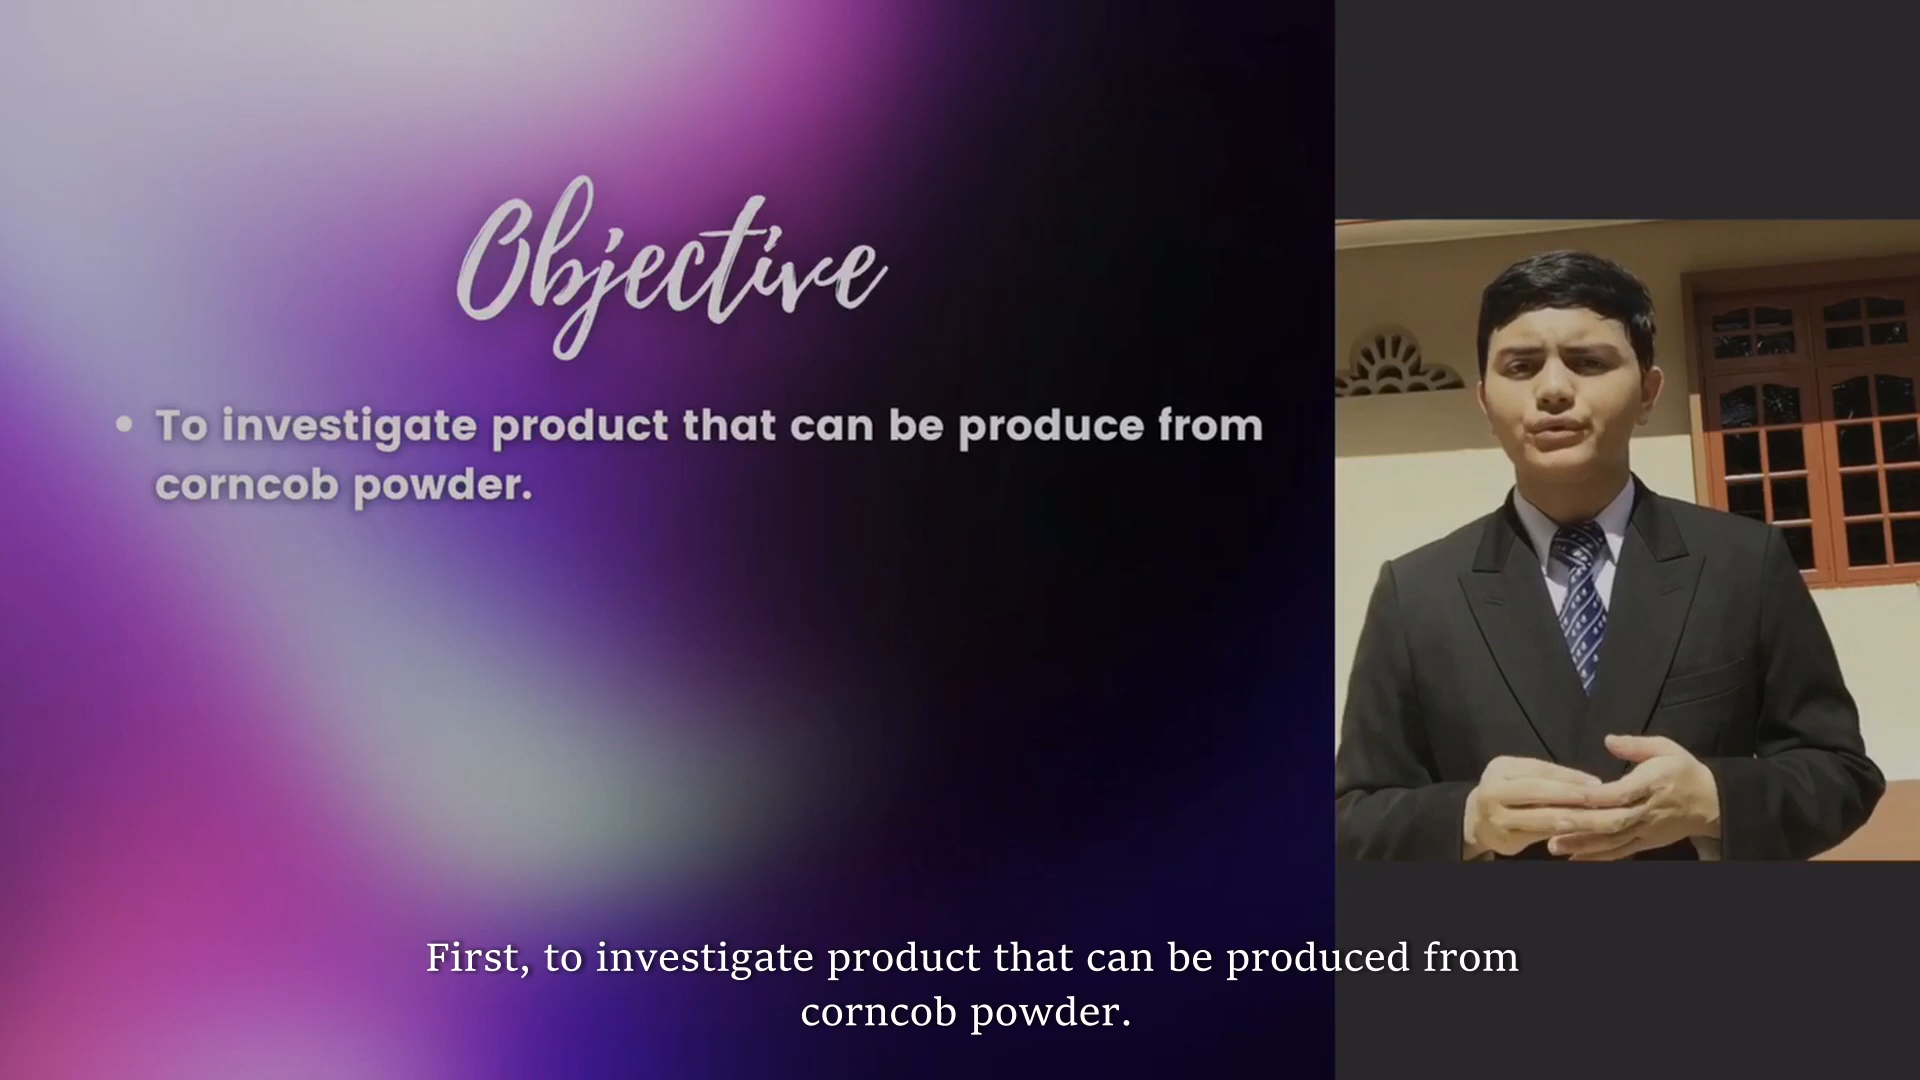 Objective
• To investigate product that can be produce from
corncob powder.
First, to investigate product that can be produced from
corncob powder.